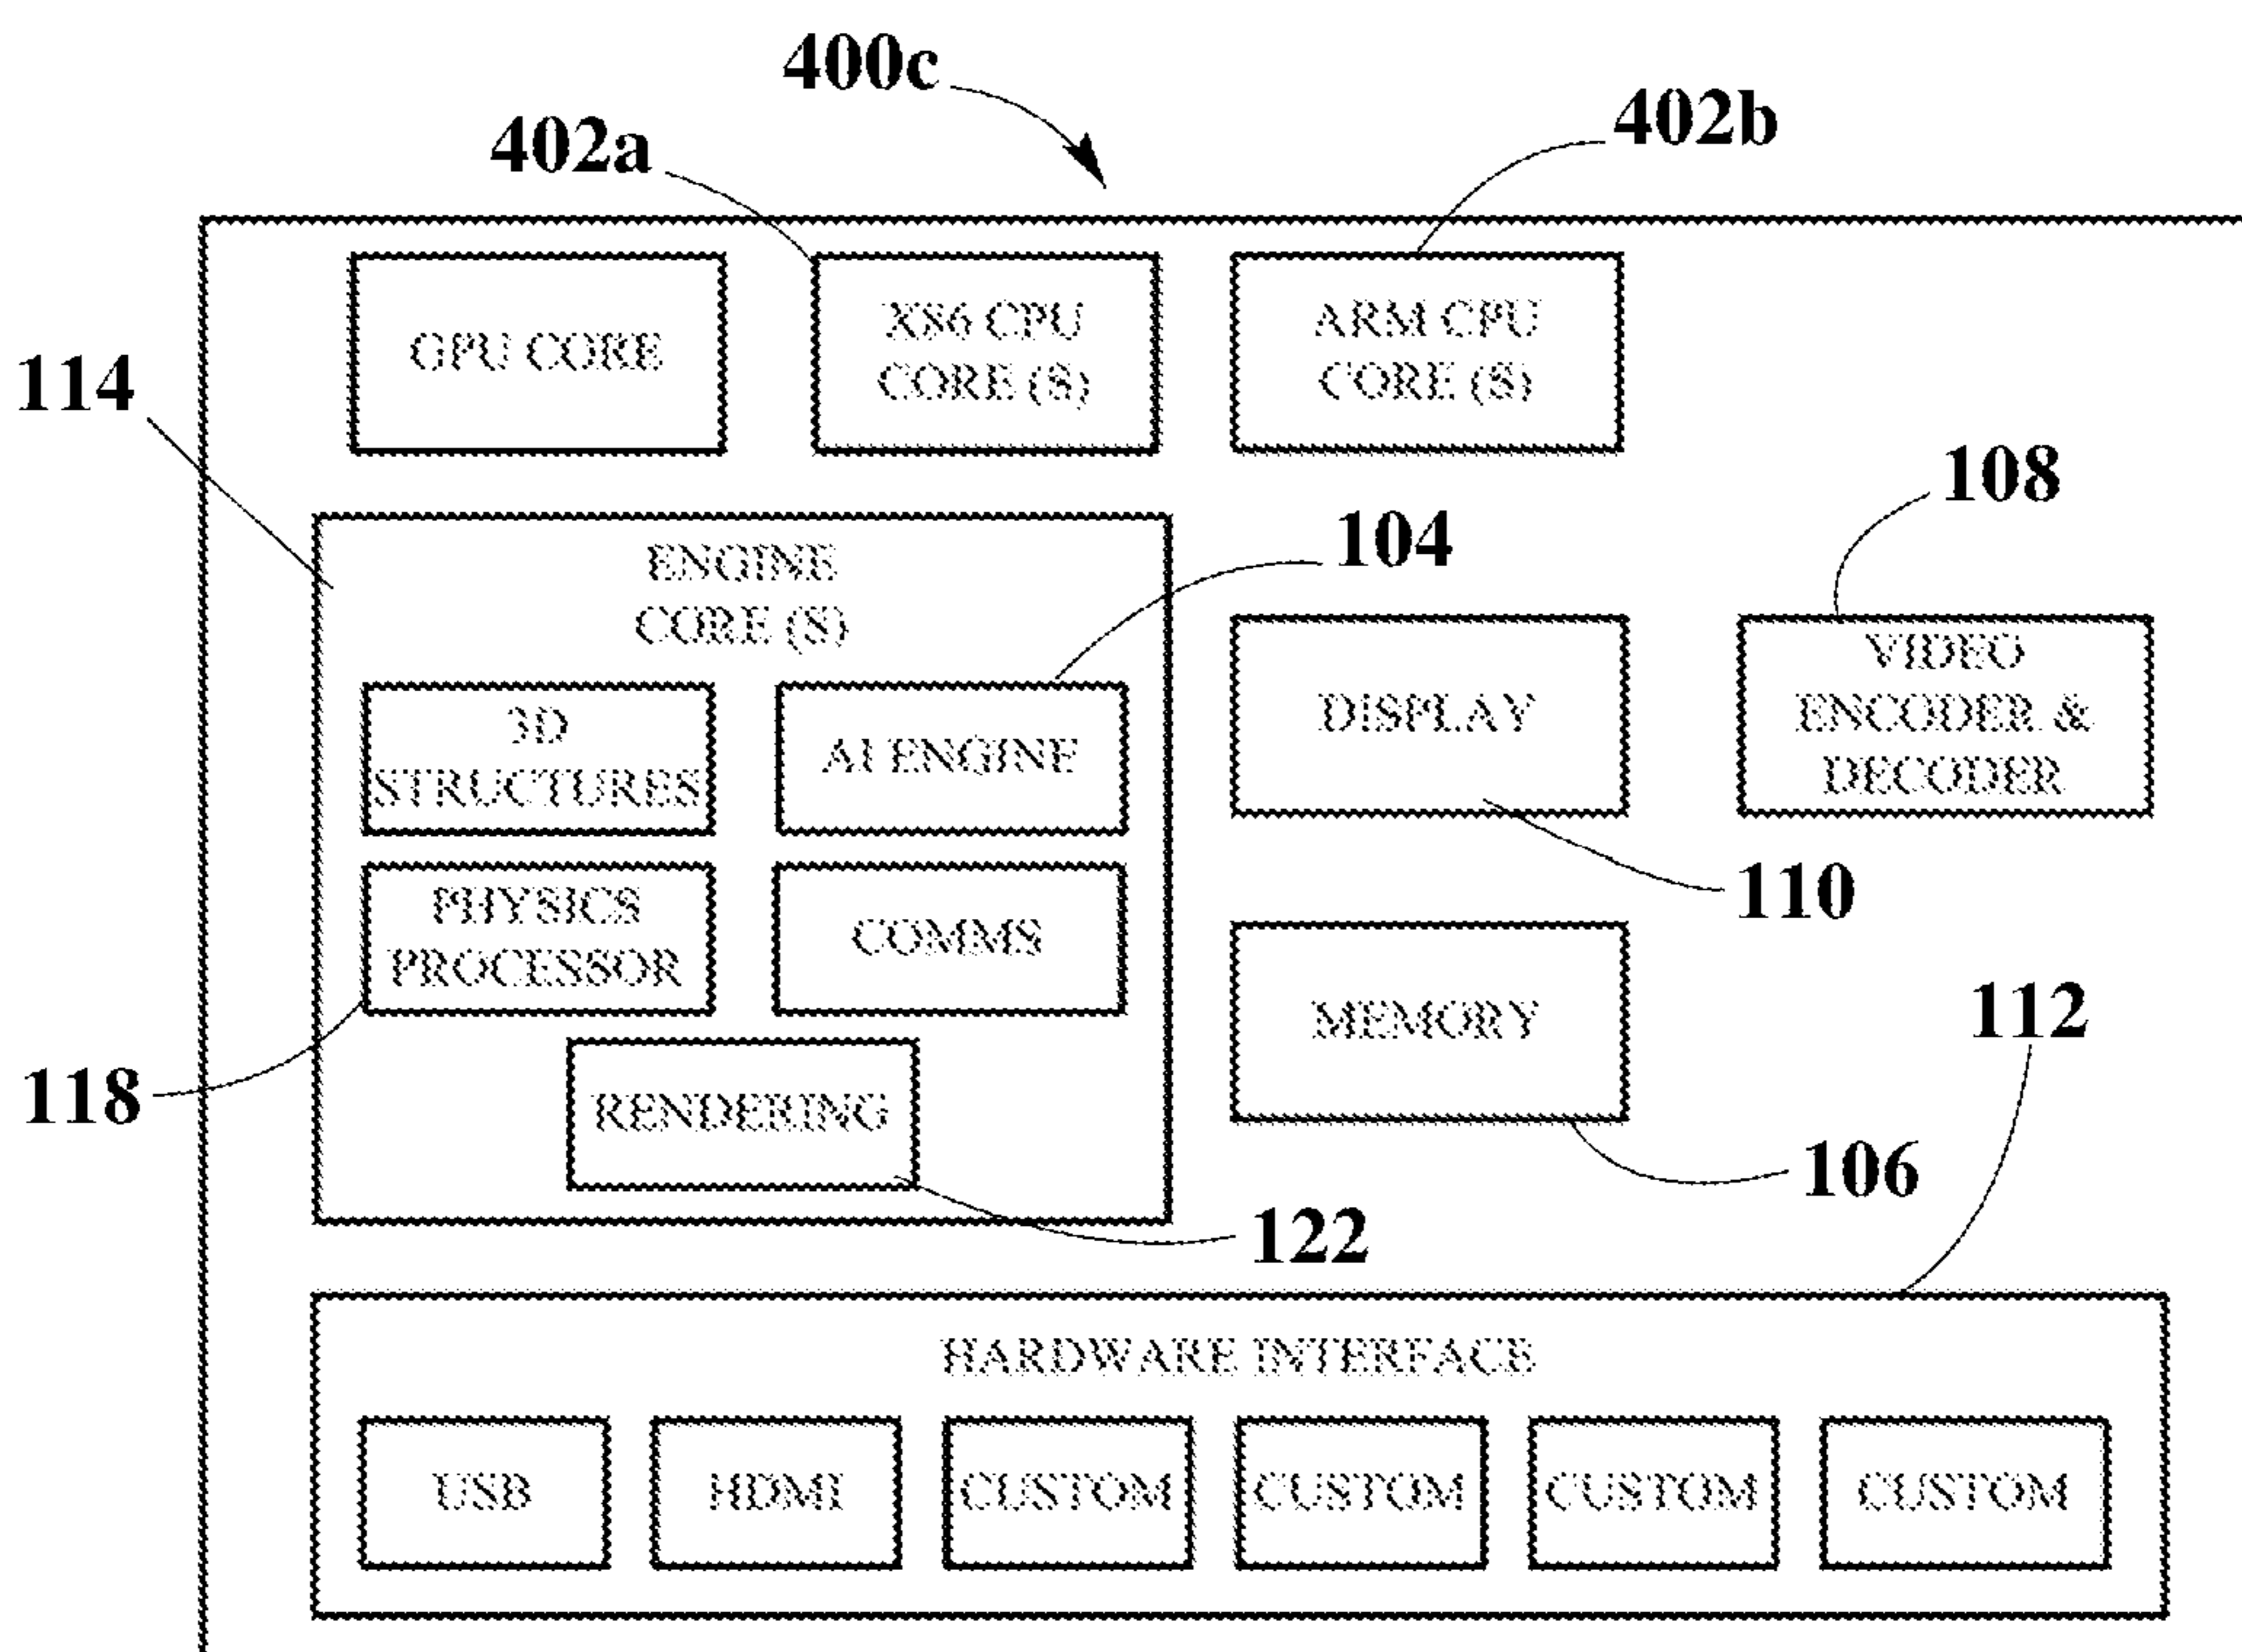 400c
402a
402b
GPU CORE
X86 CPU
CORE (S)
ARM CPU
CORE (S)
114
108
ENGINE
CORE (S)
104
3D
STRUCTURES
AI ENGINE
DISPLAY
VIDEO
ENCODER &
DECODER
PHYSICS
PROCESSOR
COMMS
110
MEMORY
112
118
RENDERING
106
122
HARDWARE INTERFACE
USB
HDMI
CUSTOM
CUSTOM
CUSTOM
CUSTOM